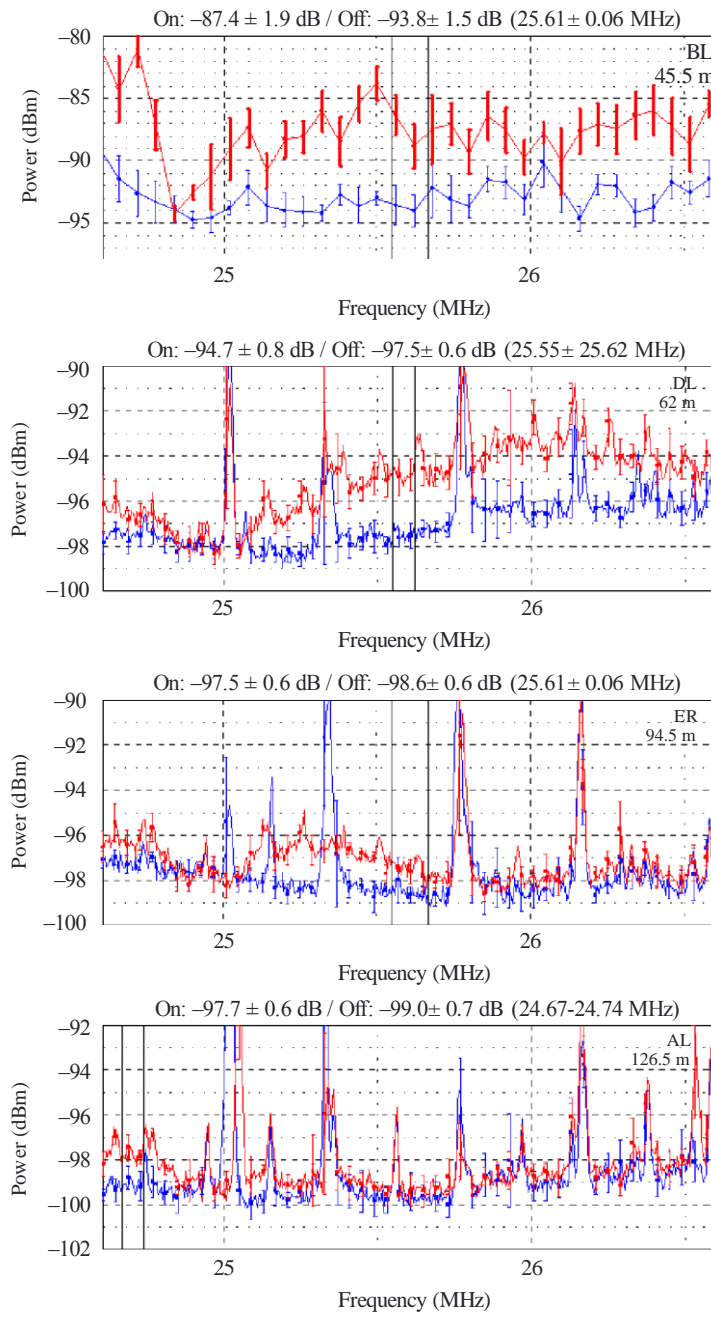 On: –87.4 ± 1.9 dB / Off: –93.8 ± 1.5 dB (25.61 ± 0.06 MHz)
–80
BL
45.5 m
–85
–90
–95
Power (dBm)
25
26
Frequency (MHz)
On: –94.7 ± 0.8 dB / Off: –97.5± 0.6 dB (25.55± 25.62 MHz)
–90
DL
62 m
–92
–94
–96
–98
–100
Power (dBm)
25
26
Frequency (MHz)
On: –97.5 ± 0.6 dB / Off: –98.6± 0.6 dB (25.61± 0.06 MHz)
–90
ER
94.5 m
–92
–94
–96
–98
–100
Power (dBm)
25
26
Frequency (MHz)
On: –97.7 ± 0.6 dB / Off: –99.0± 0.7 dB (24.67-24.74 MHz)
–92
AL
126.5 m
–94
–96
–98
–100
–102
Power (dBm)
25
26
Frequency (MHz)